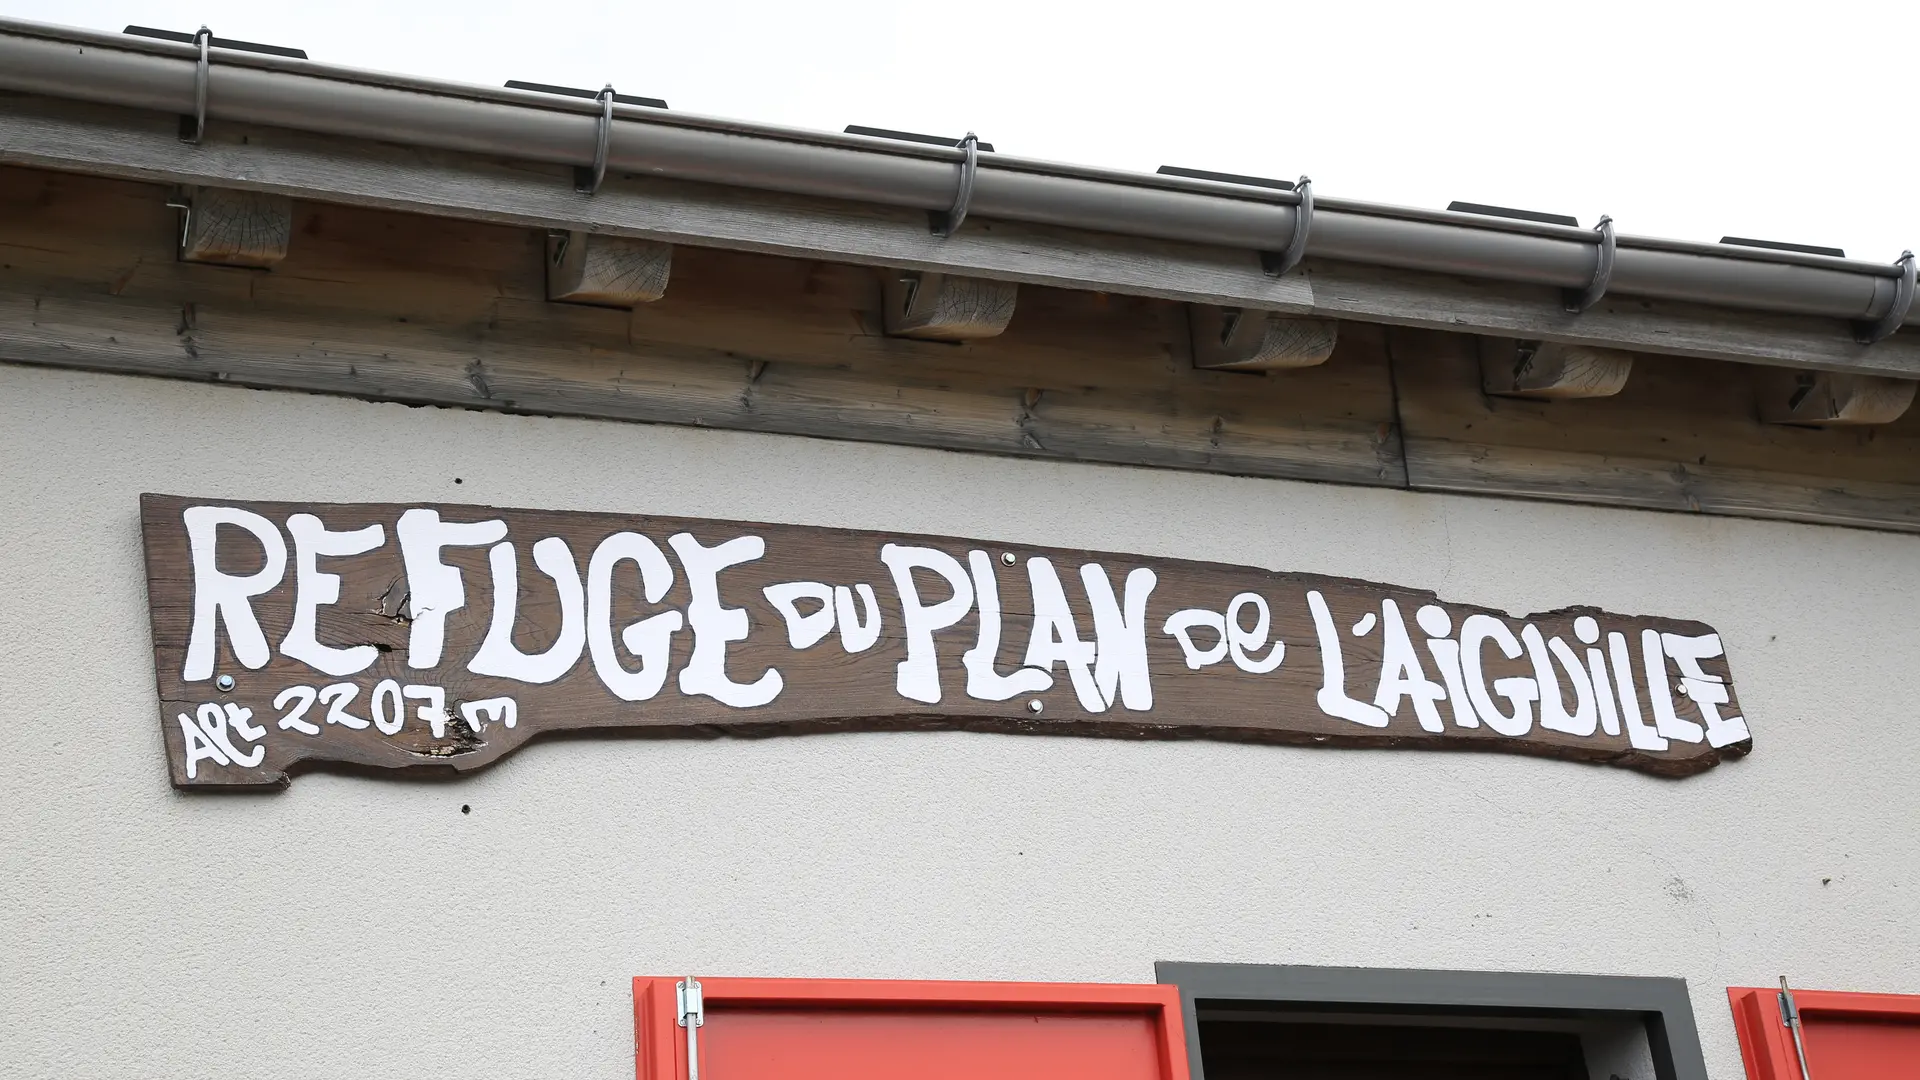 REFUGE DU PLAN DE L'AiGUiLLE
Alt 2207 m